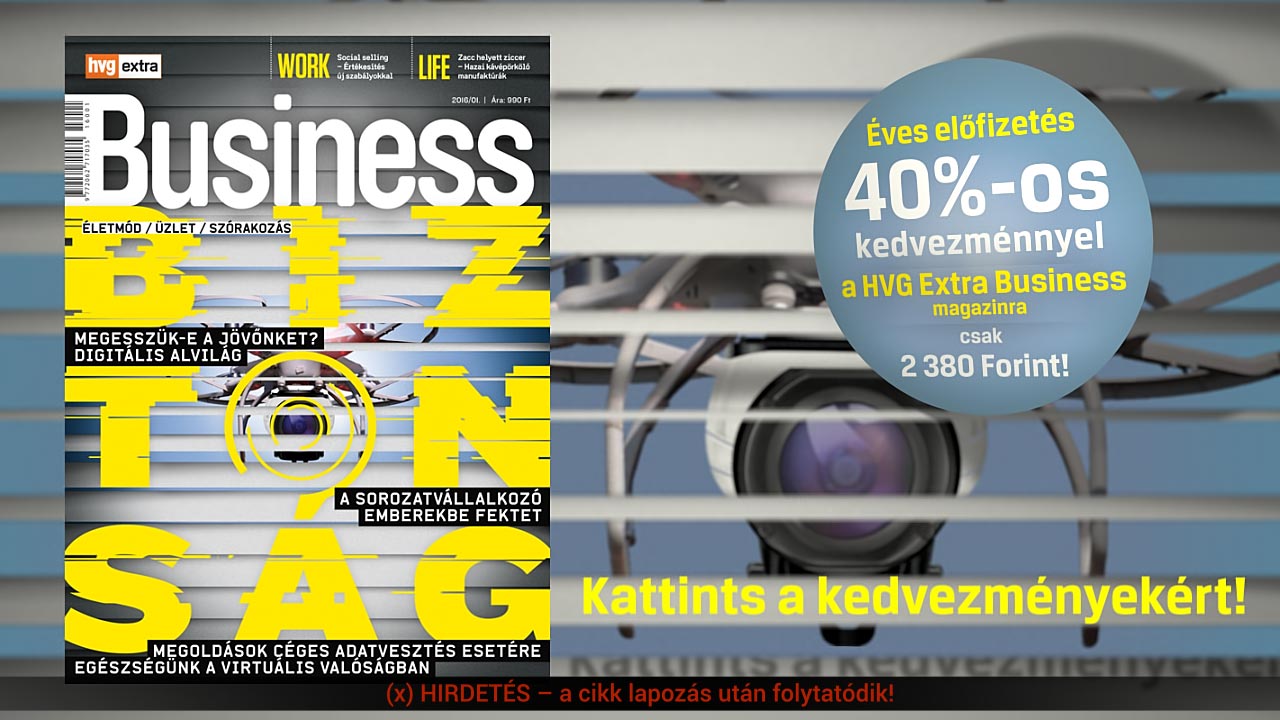 hvg extra
WORK
Social selling
– Értékesítés
új szabályokkal
LIFE
Zacc helyett ziccer
– Hazai kávépörkölő
manufaktúrák
2016/01. | Ára: 990 Ft
Business
ÉLETMÓD / ÜZLET / SZÓRAKOZÁS
BIZ
MEGESSZÜK-E A JÖVŐNKET?
DIGITÁLIS ALVILÁG
TON
A SOROZATVÁLLALKOZÓ
EMBEREKBE FEKTET
SÁG
MEGOLDÁSOK CÉGES ADATVESZTÉS ESETÉRE
EGÉSZSÉGÜNK A VIRTUÁLIS VALÓSÁGBAN
Éves előfizetés
40%-os
kedvezménnyel
a HVG Extra Business
magazinra
csak
2 380 Forint!
Kattints a kedvezményekért!
Kattints a kedvezményekér
(x) HIRDETÉS – a cikk lapozás után folytatódik!